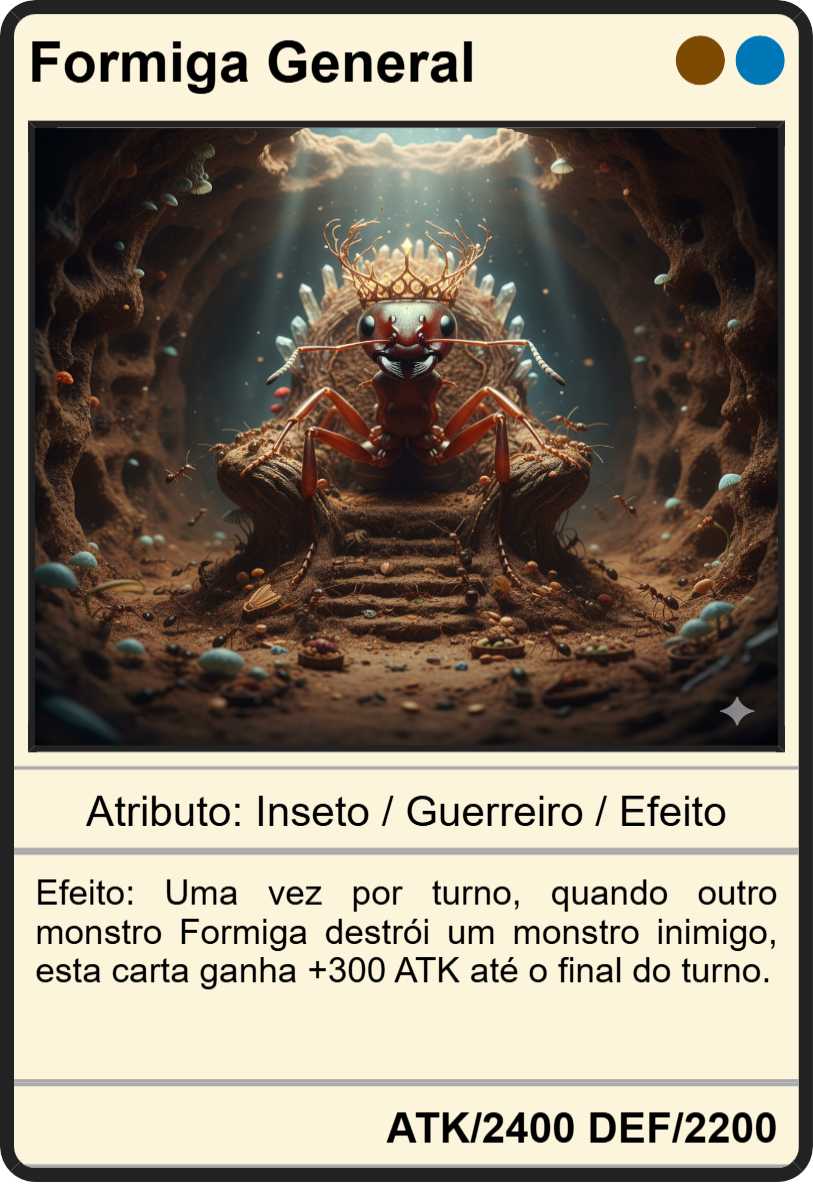 Formiga General
Atributo: Inseto / Guerreiro / Efeito
Efeito: Uma vez por turno, quando outro
monstro Formiga destrói um monstro inimigo,
esta carta ganha +300 ATK até o final do turno.
ATK/2400 DEF/2200